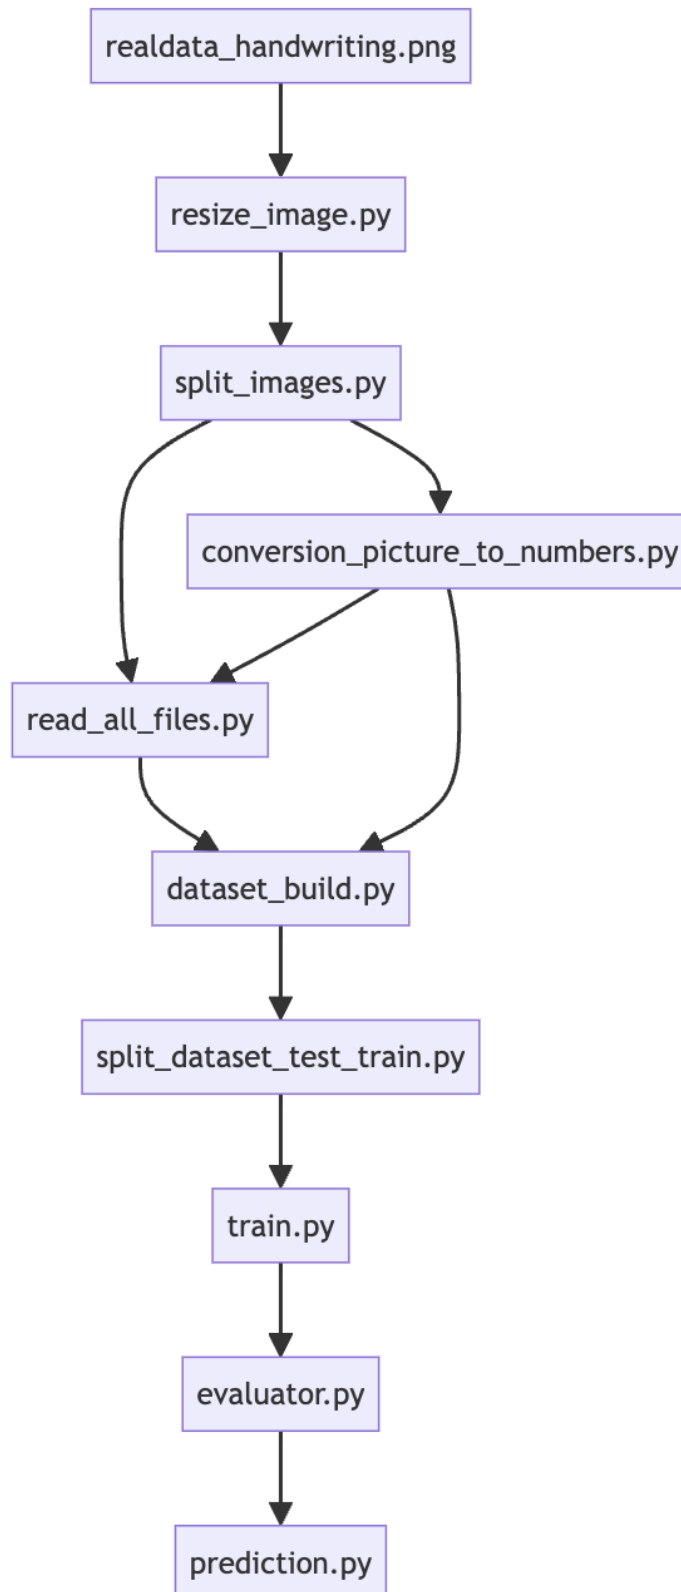 realdata_handwriting.png
resize_image.py
split_images.py
conversion_picture_to_numbers.py
read_all_files.py
dataset_build.py
split_dataset_test_train.py
train.py
evaluator.py
prediction.py